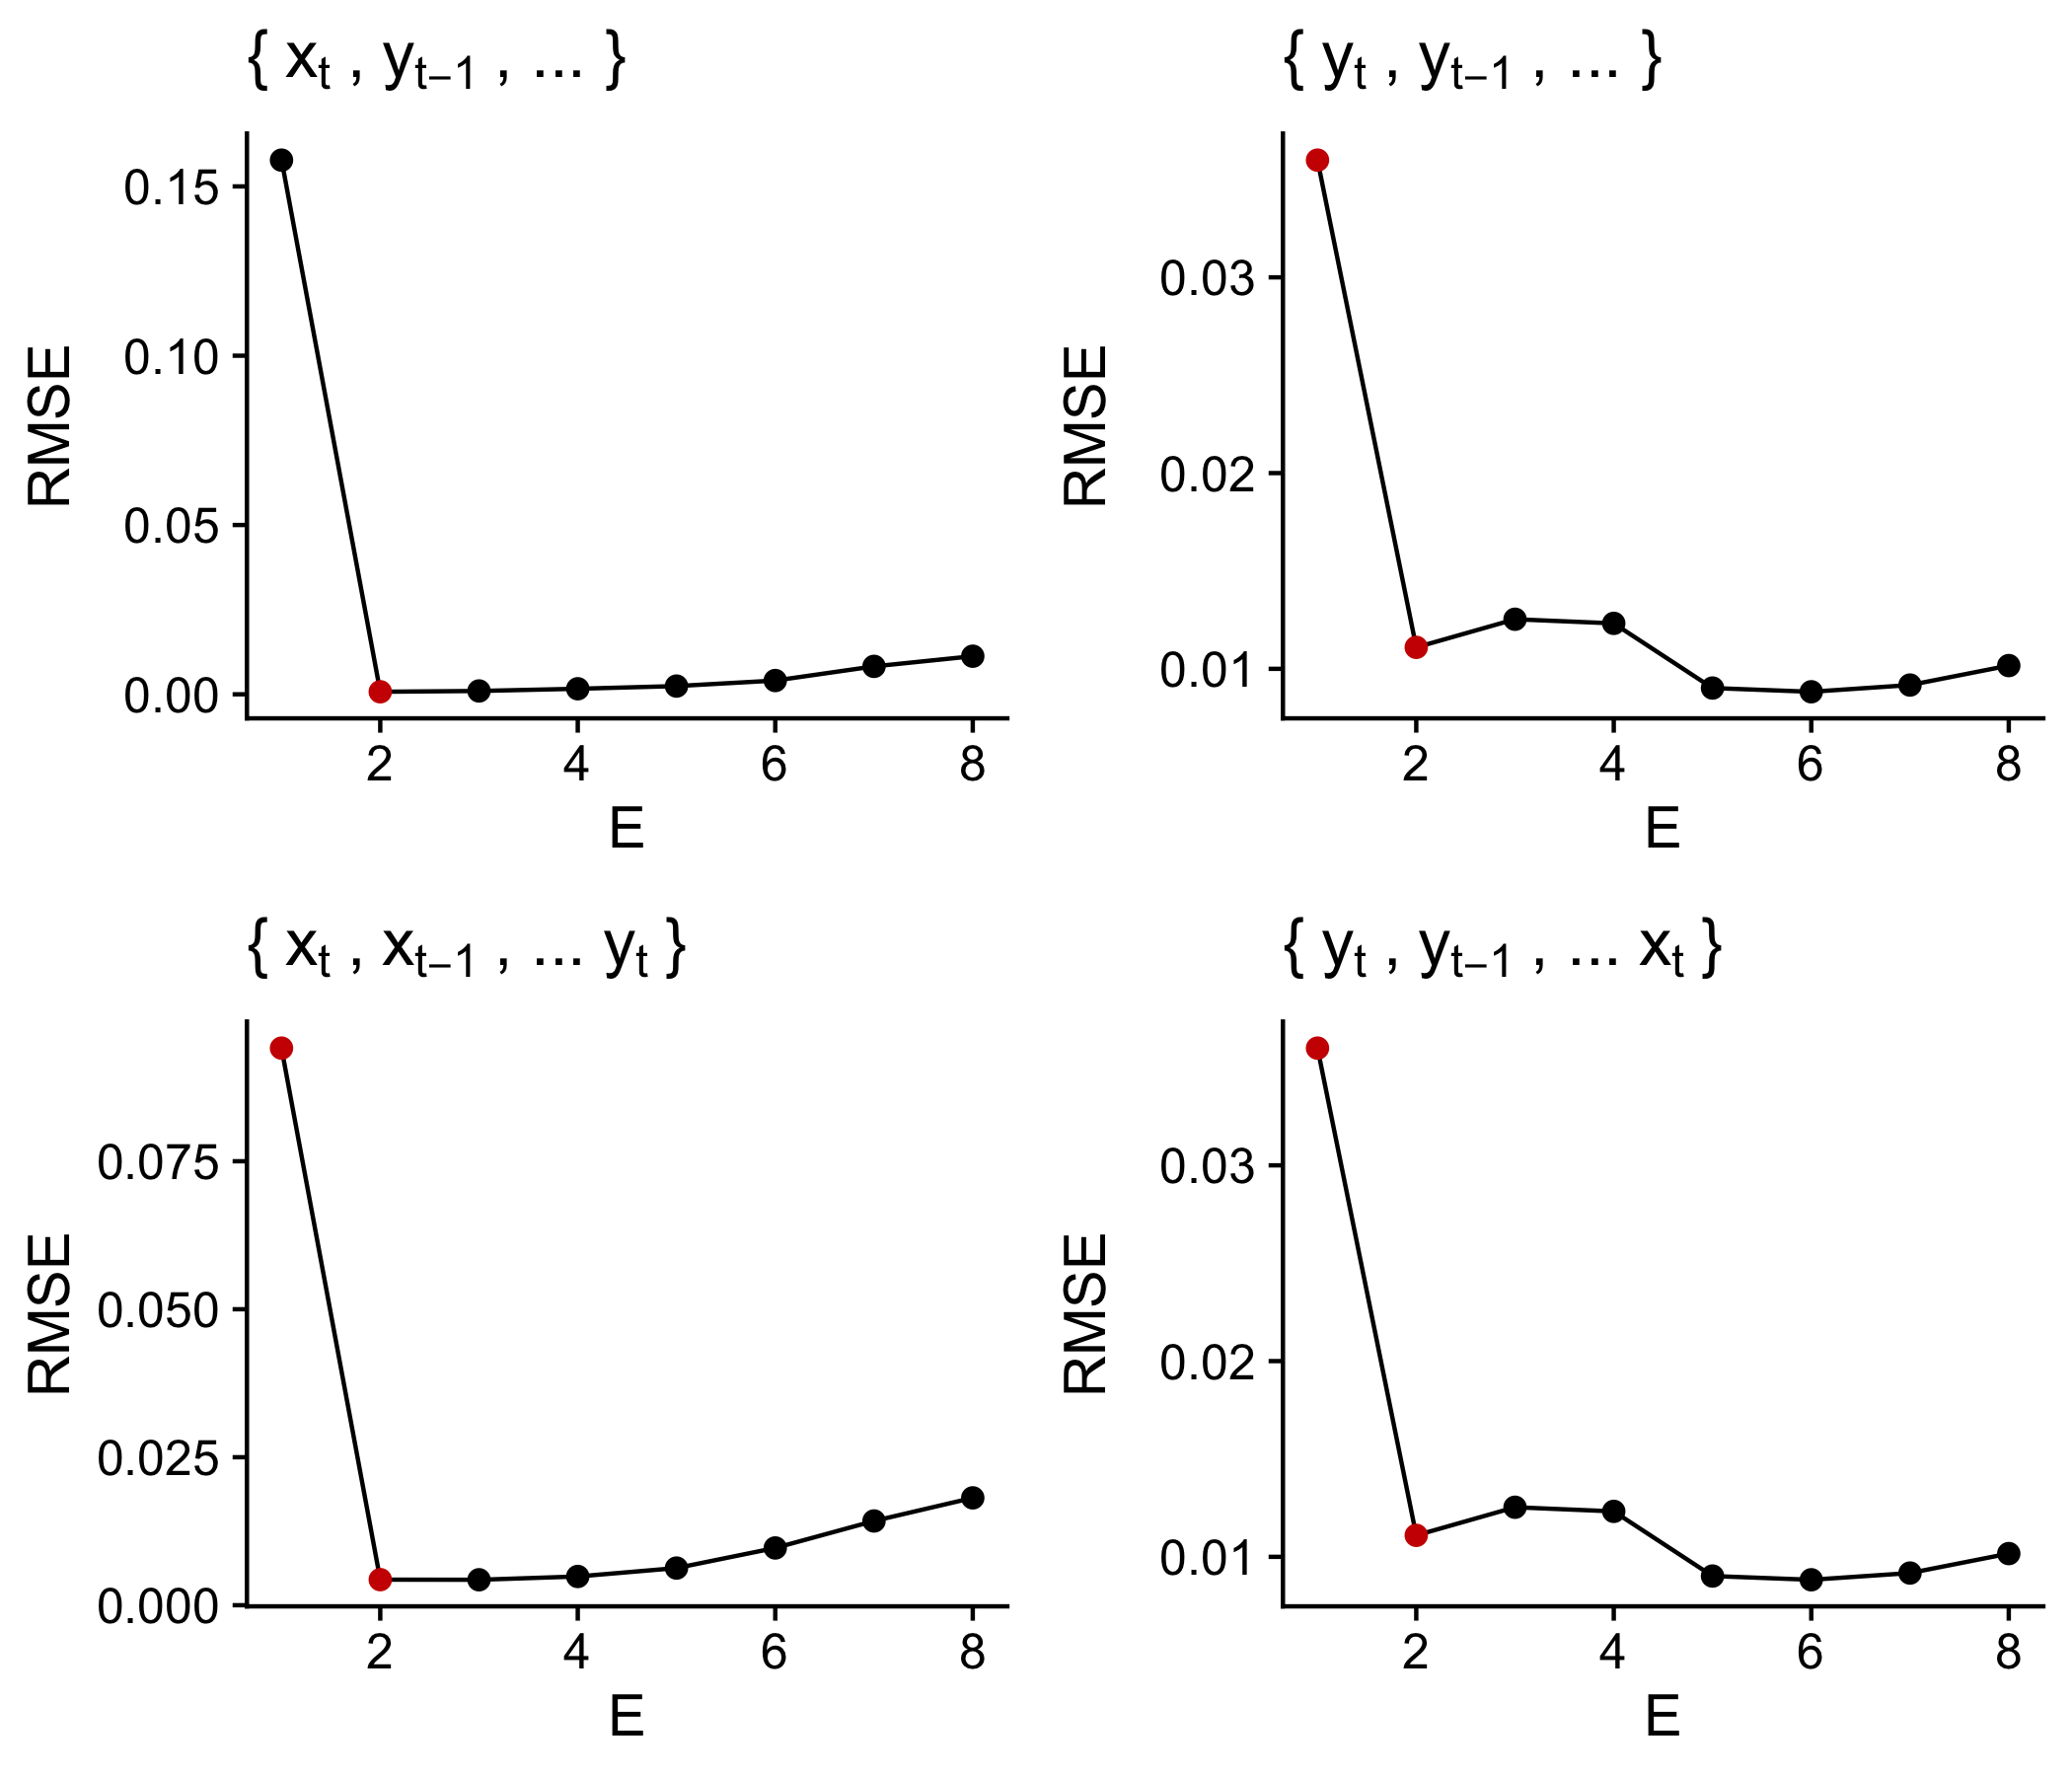 { xt , yt−1 , ... }
RMSE
0.15
0.10
0.05
0.00
2 4 6 8
E
{ yt , yt−1 , ... }
RMSE
0.03
0.02
0.01
2 4 6 8
E
{ xt , xt−1 , ... yt }
RMSE
0.075
0.050
0.025
0.000
2 4 6 8
E
{ yt , yt−1 , ... xt }
RMSE
0.03
0.02
0.01
2 4 6 8
E